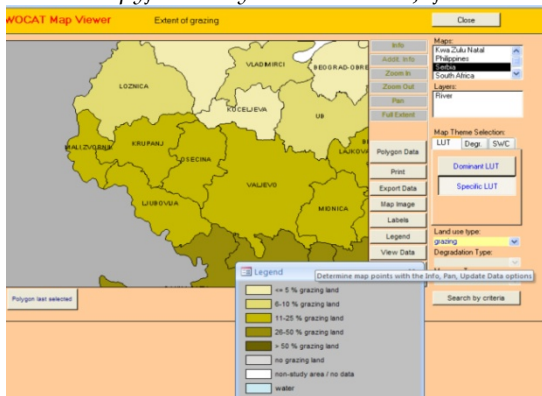 WOCAT Map Viewer
Extent of grazing
Close
Info
Addit. Info
Zoom In
Zoom Out
Pan
Full Extent
Polygon Data
Print
Export Data
Map Image
Labels
Legend
View Data
Maps:
Kwa Zulu Natal
Philippines
Serbia
South Africa
Layers:
River
Map Theme Selection:
LUT Degr. SWC
Dominant LUT
Specific LUT
Land use type:
grazing
Degradation Type:
Search by criteria
VLADIMIRCI
BEOGRAD-OBRE
LOZNICA
KOCELJEVA
UB
MALI ZVORNIK
KRUPANJ
OSECINA
LAJKOV
VALJEVO
LJUBOVIJA
MIONICA
Polygon last selected
Legend
Determine map points with the Info, Pan, Update Data options
<= 5 % grazing land
6-10 % grazing land
11-25 % grazing land
26-50 % grazing land
> 50 % grazing land
no grazing land
non-study area / no data
water